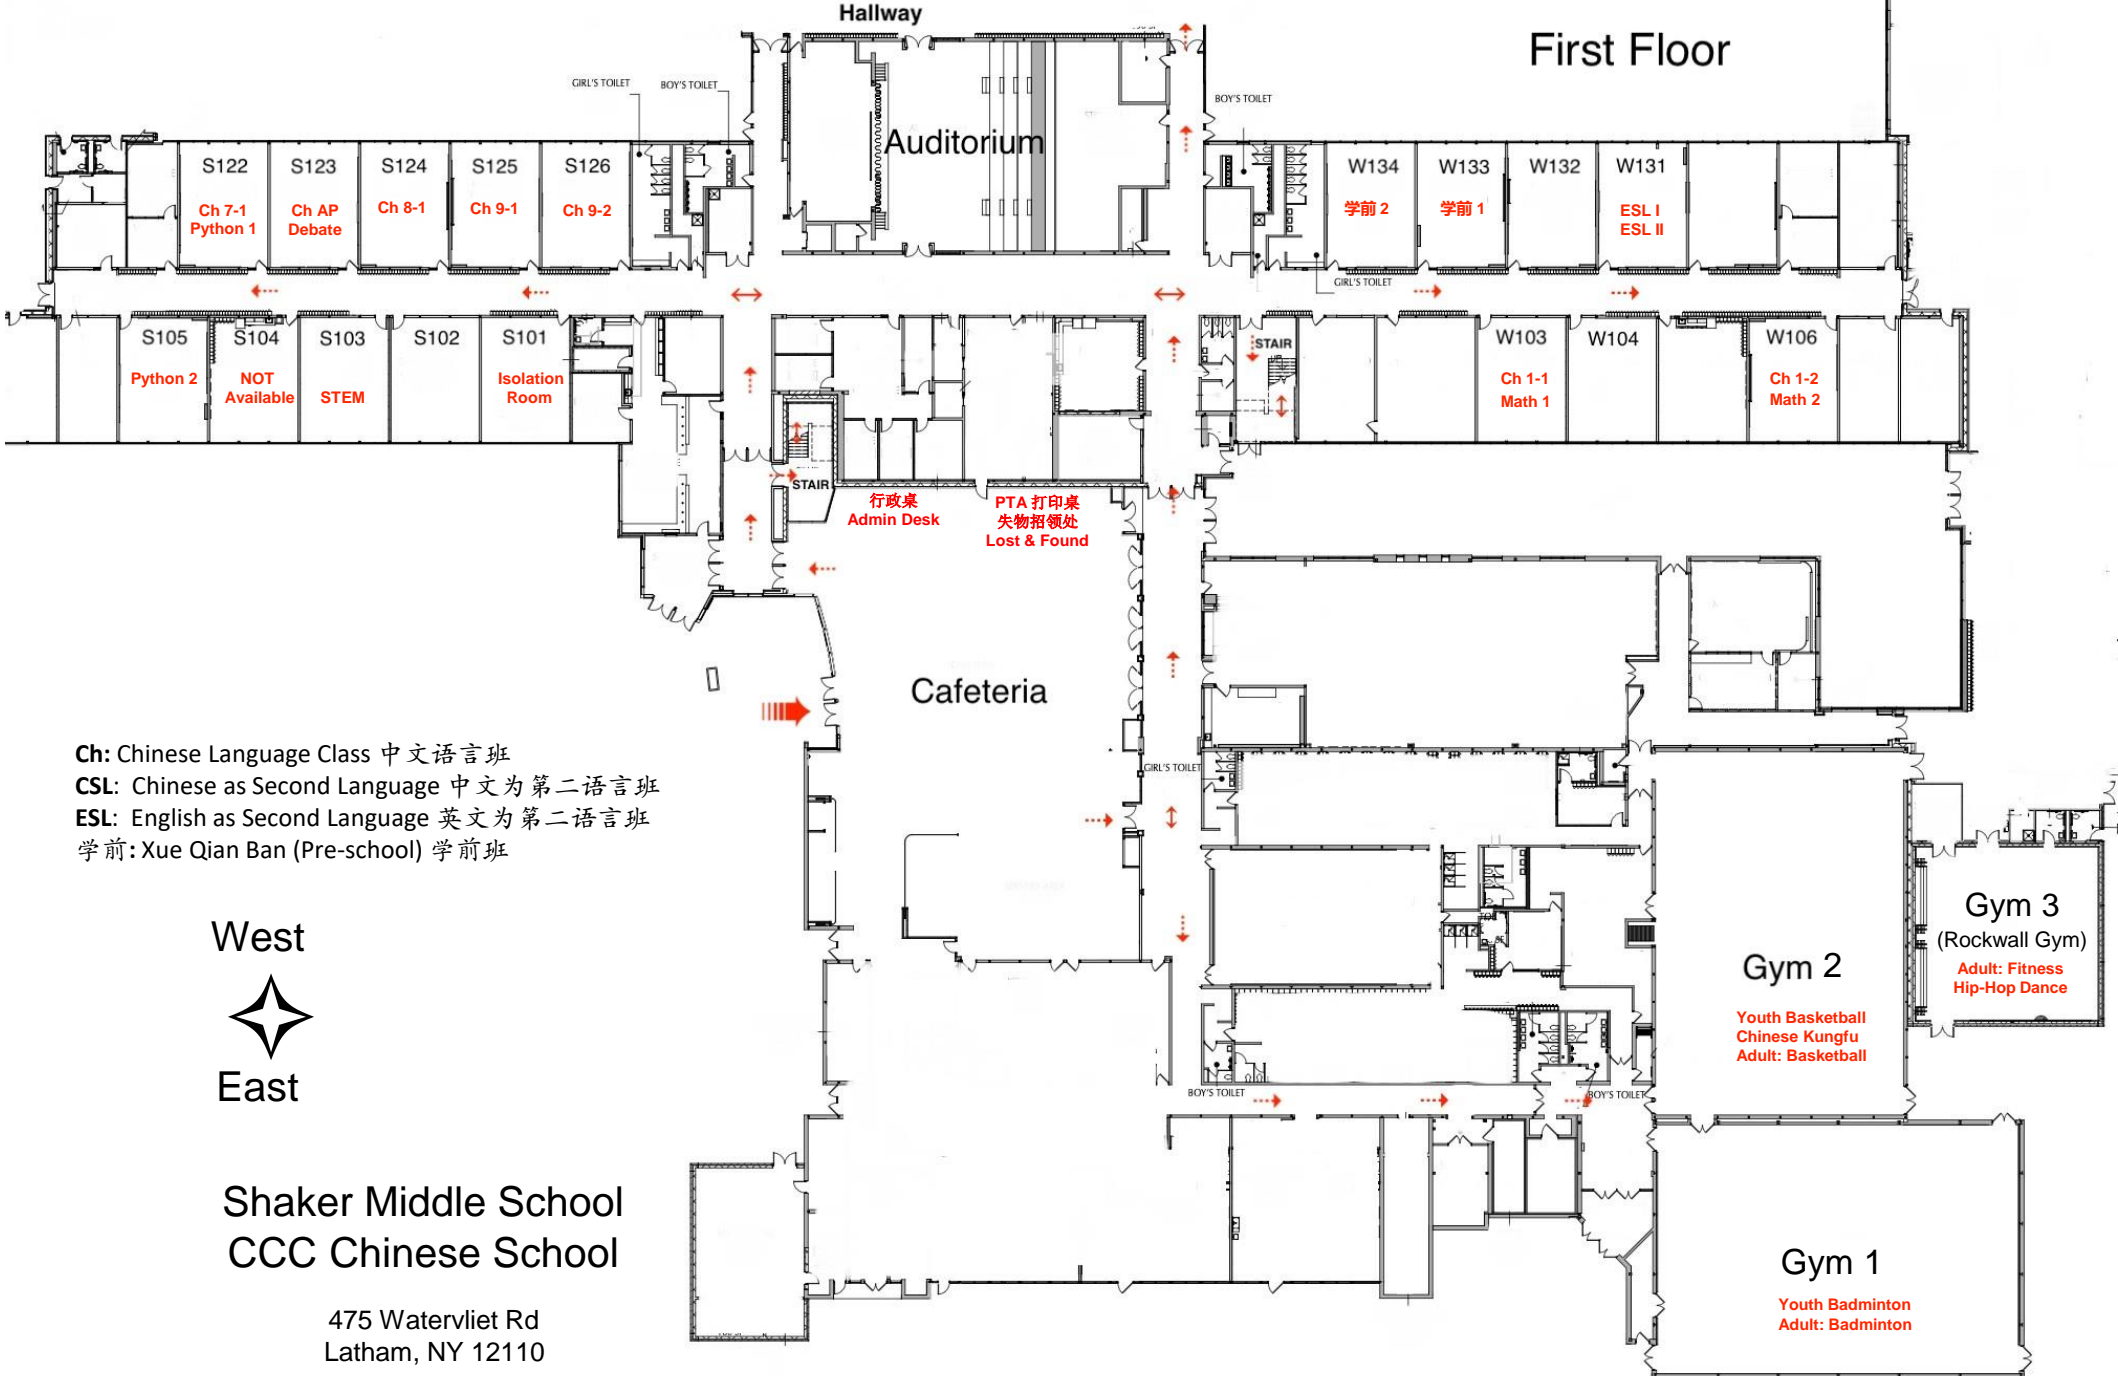 Hallway
First Floor
GIRL'S TOILET
BOY'S TOILET
BOY'S TOILET
Auditorium
S122
Ch 7-1
Python 1
S123
Ch AP
Debate
S124
Ch 8-1
S125
Ch 9-1
S126
Ch 9-2
W134
学前 2
W133
学前 1
W132
W131
ESL I
ESL II
GIRL'S TOILET
S105
Python 2
S104
NOT
Available
S103
STEM
S102
S101
Isolation
Room
STAIR
W103
Ch 1-1
Math 1
W104
W106
Ch 1-2
Math 2
STAIR
行政桌
Admin Desk
PTA 打印桌
失物招领处
Lost & Found
Cafeteria
Ch: Chinese Language Class 中文语言班
CSL: Chinese as Second Language 中文为第二语言班
ESL: English as Second Language 英文为第二语言班
学前: Xue Qian Ban (Pre-school) 学前班
GIRL'S TOILET
West
East
Gym 3
(Rockwall Gym)
Adult: Fitness
Hip-Hop Dance
Gym 2
Youth Basketball
Chinese Kungfu
Adult: Basketball
BOY'S TOILET
BOY'S TOILET
Shaker Middle School
CCC Chinese School
475 Watervliet Rd
Latham, NY 12110
Gym 1
Youth Badminton
Adult: Badminton